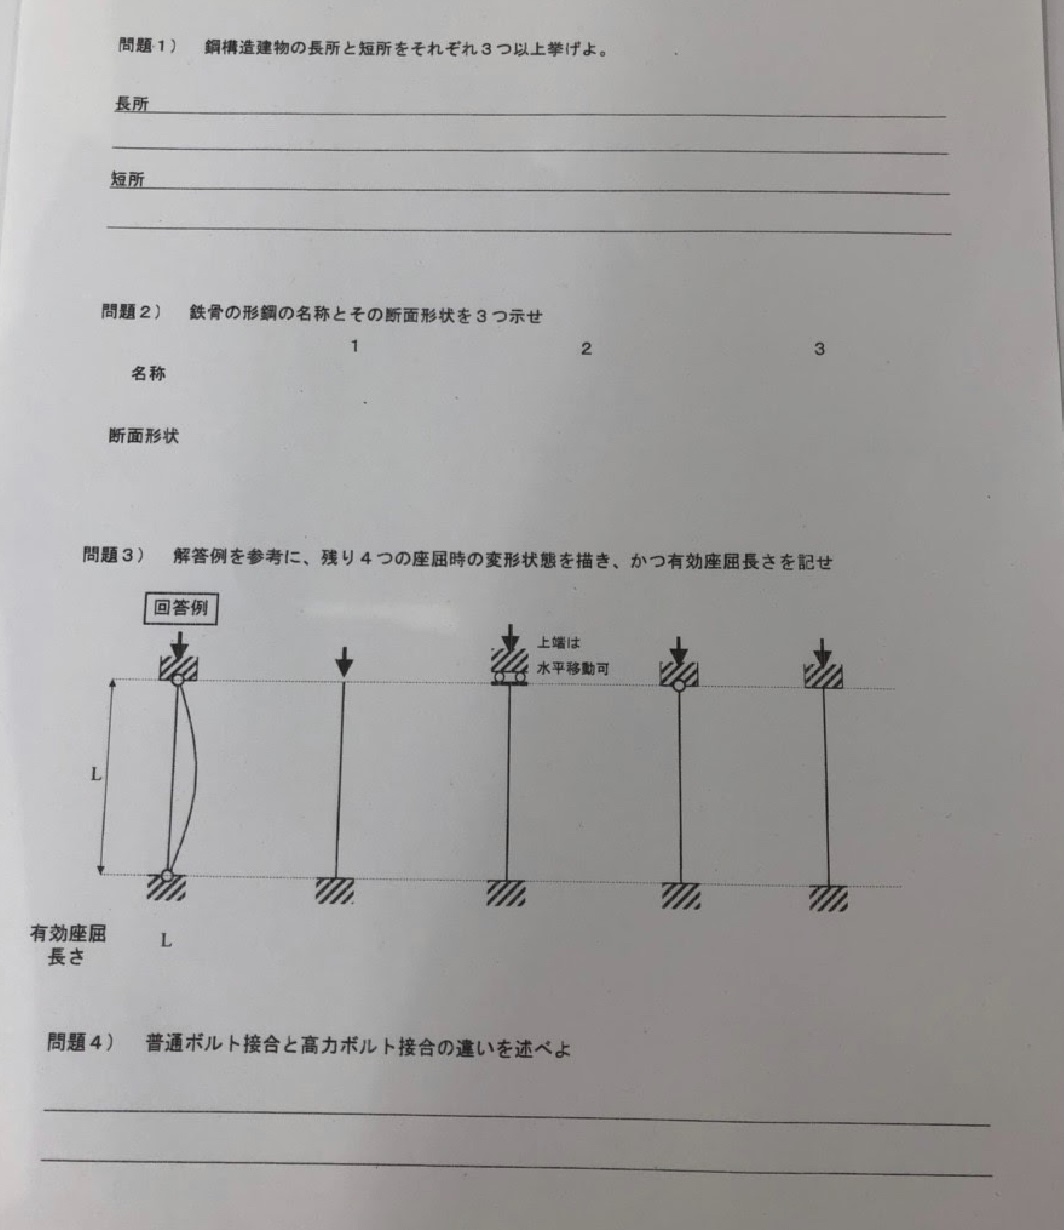 問題1） 鋼構造建物の長所と短所をそれぞれ3つ以上挙げよ。
長所
短所
問題2） 鉄骨の形鋼の名称とその断面形状を3つ示せ
1 2 3
名称
断面形状
問題3） 解答例を参考に、残り4つの座屈時の変形状態を描き、かつ有効座屈長さを記せ
回答例
上端は
水平移動可
L
有効座屈
長さ
L
問題4） 普通ボルト接合と高力ボルト接合の違いを述べよ